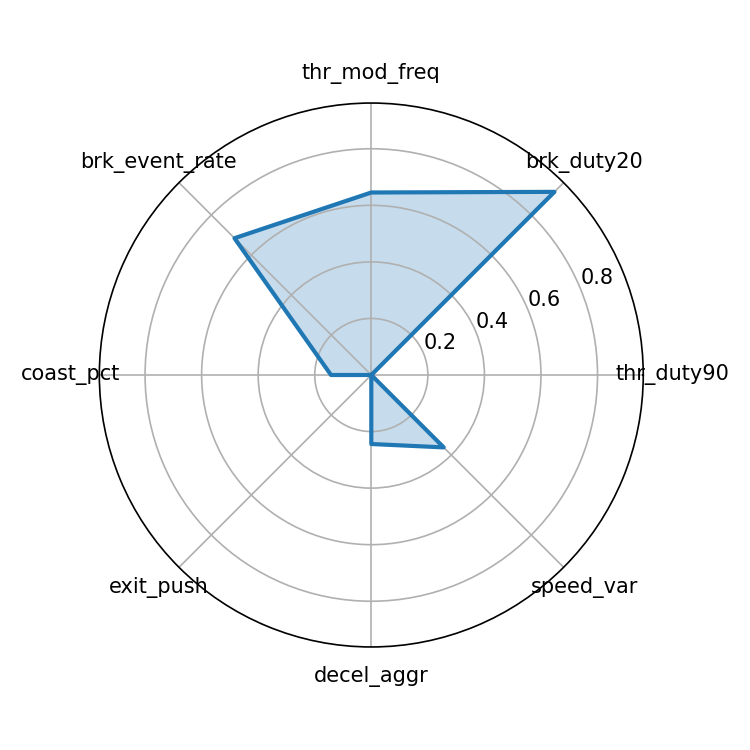 thr_mod_freq
brk_event_rate
brk_duty20
0.8
0.6
0.4
0.2
coast_pct
thr_duty90
exit_push
speed_var
decel_aggr